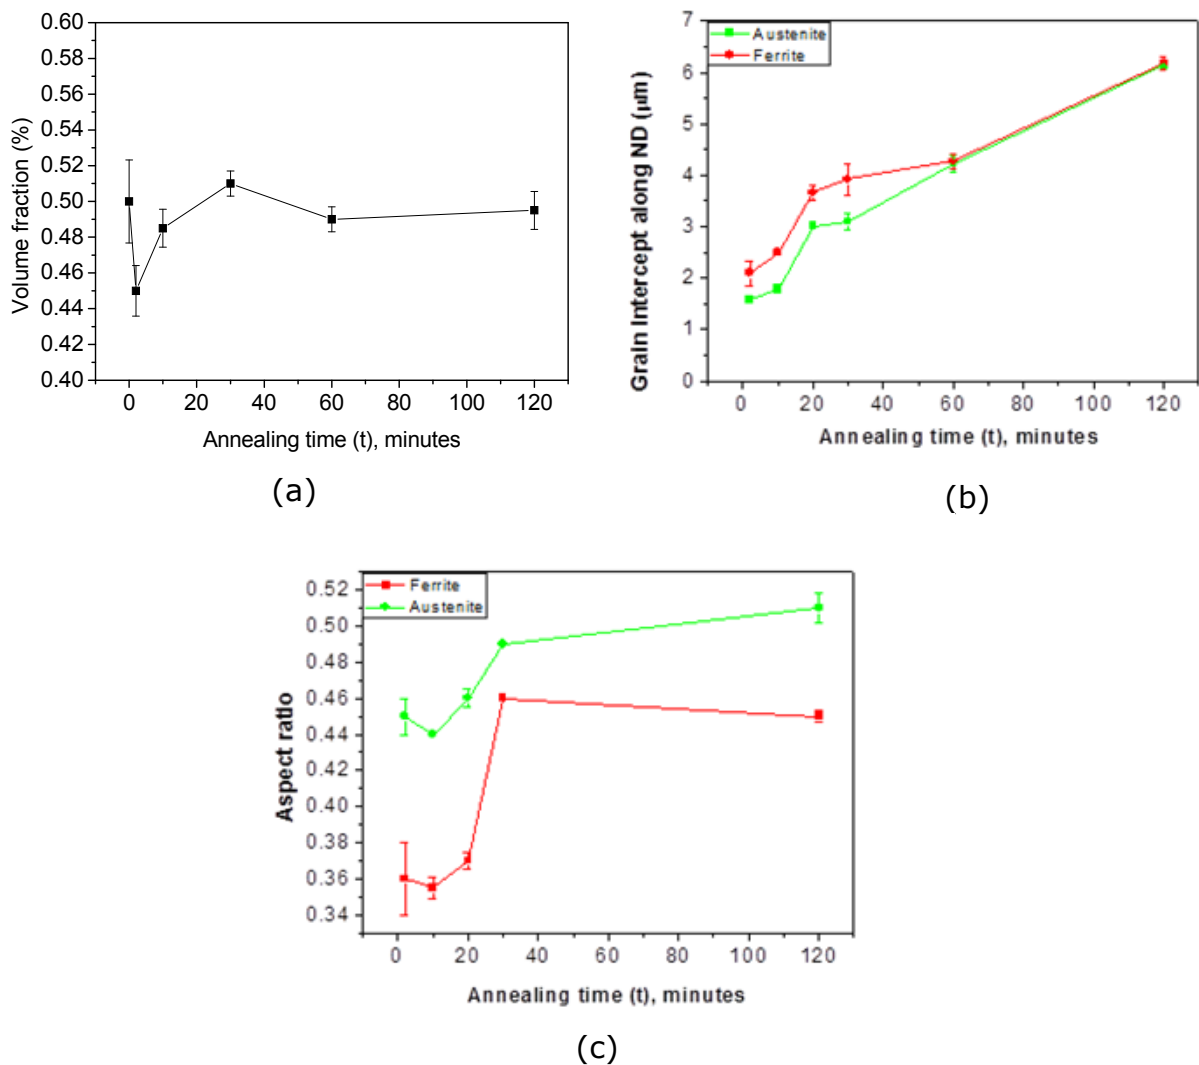 0.60
0.58
0.56
0.54
0.52
0.50
0.48
0.46
0.44
0.42
0.40
Volume fraction (%)
0 20 40 60 80 100 120
Annealing time (t), minutes
(a)
Austenite
Ferrite
7
6
5
4
3
2
1
0
Grain Intercept along ND (μm)
0 20 40 60 80 100 120
Annealing time (t), minutes
(b)
Ferrite
Austenite
0.52
0.50
0.48
0.46
0.44
0.42
0.40
0.38
0.36
0.34
Aspect ratio
0 20 40 60 80 100 120
Annealing time (t), minutes
(c)